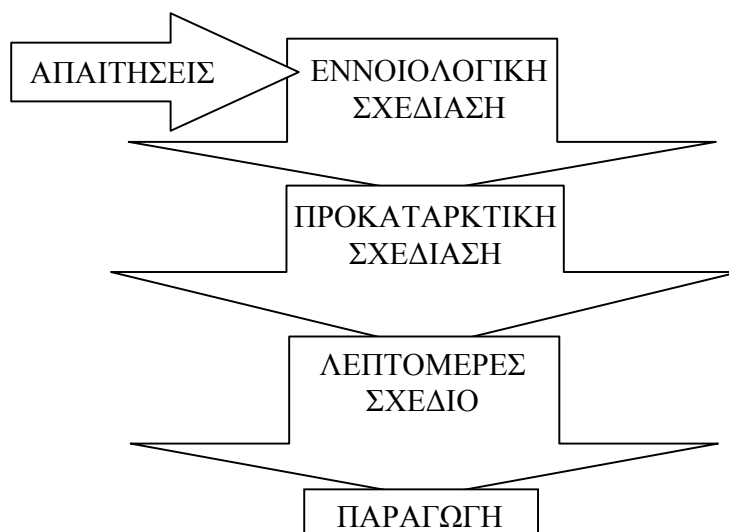 ΑΠΑΙΤΗΣΕΙΣ
ΕΝΝΟΙΟΛΟΓΙΚΗ
ΣΧΕΔΙΑΣΗ
ΠΡΟΚΑΤΑΡΚΤΙΚΗ
ΣΧΕΔΙΑΣΗ
ΛΕΠΤΟΜΕΡΕΣ
ΣΧΕΔΙΟ
ΠΑΡΑΓΩΓΗ